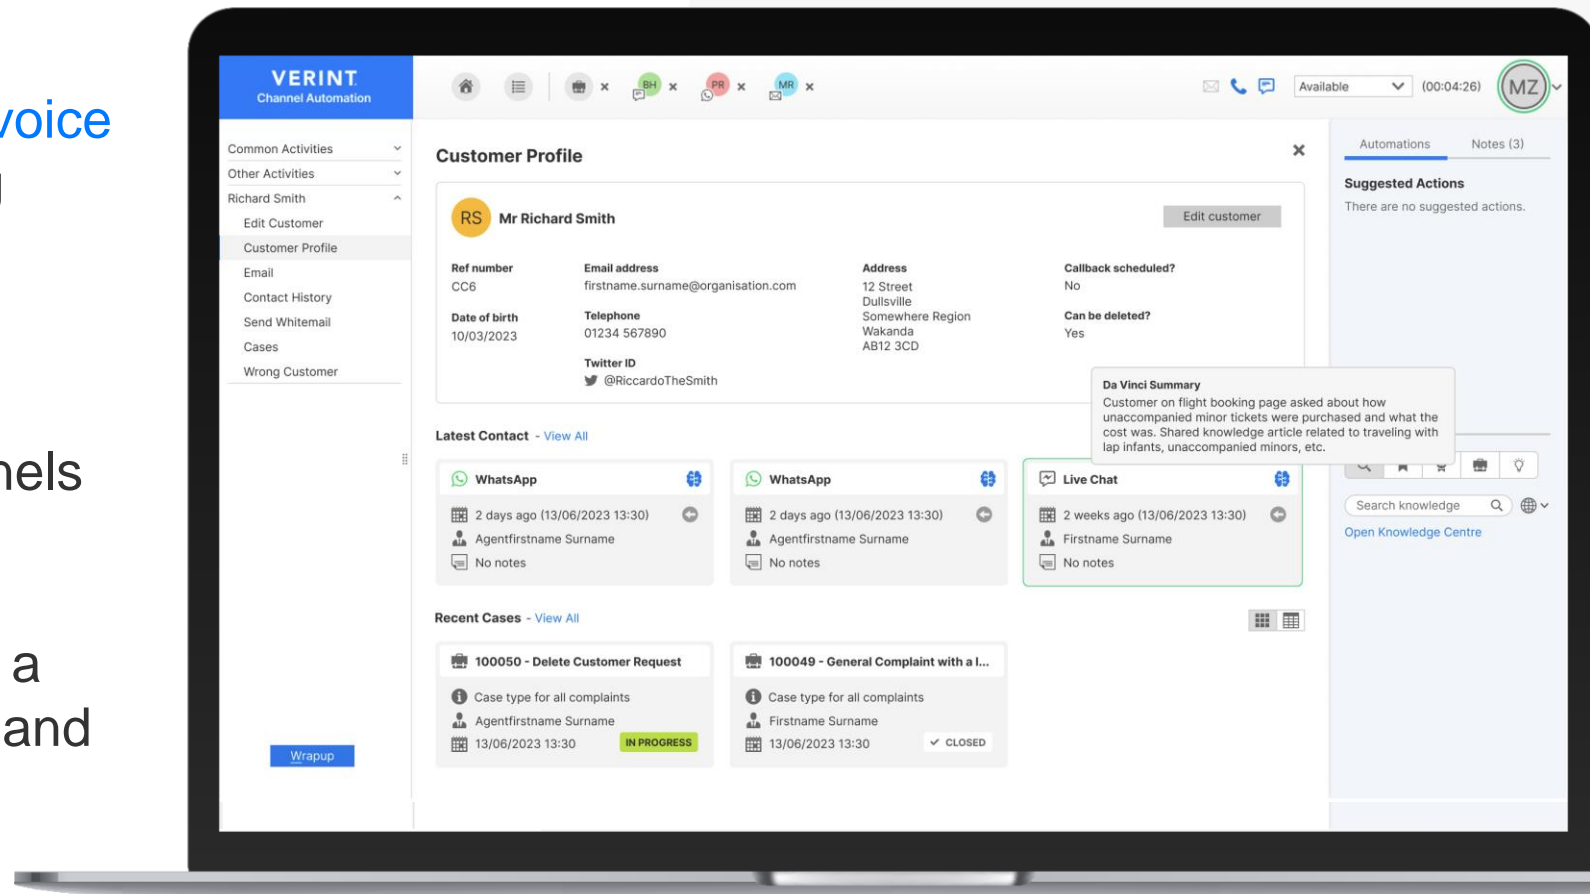 voice
a
and
VERINT.
Channel Automation
BH
PR
MR
Available
(00:04:26)
MZ
Common Activities
Other Activities
Richard Smith
Edit Customer
Customer Profile
Email
Contact History
Send Whitemail
Cases
Wrong Customer
Wrapup
Customer Profile
RS
Mr Richard Smith
Edit customer
Ref number
CC6
Date of birth
10/03/2023
Email address
firstname.surname@organisation.com
Telephone
01234 567890
Twitter ID
@RiccardoTheSmith
Address
12 Street
Dullsville
Somewhere Region
Wakanda
AB12 3CD
Callback scheduled?
No
Can be deleted?
Yes
Da Vinci Summary
Customer on flight booking page asked about how
unaccompanied minor tickets were purchased and what the
cost was. Shared knowledge article related to traveling with
lap infants, unaccompanied minors, etc.
Latest Contact - View All
WhatsApp
2 days ago (13/06/2023 13:30)
Agentfirstname Surname
No notes
WhatsApp
2 days ago (13/06/2023 13:30)
Agentfirstname Surname
No notes
Live Chat
2 weeks ago (13/06/2023 13:30)
Firstname Surname
No notes
Recent Cases - View All
100050 - Delete Customer Request
Case type for all complaints
Agentfirstname Surname
13/06/2023 13:30
IN PROGRESS
100049 - General Complaint with a l...
Case type for all complaints
Firstname Surname
13/06/2023 13:30
CLOSED
Automations
Notes (3)
Suggested Actions
There are no suggested actions.
Search knowledge
Open Knowledge Centre